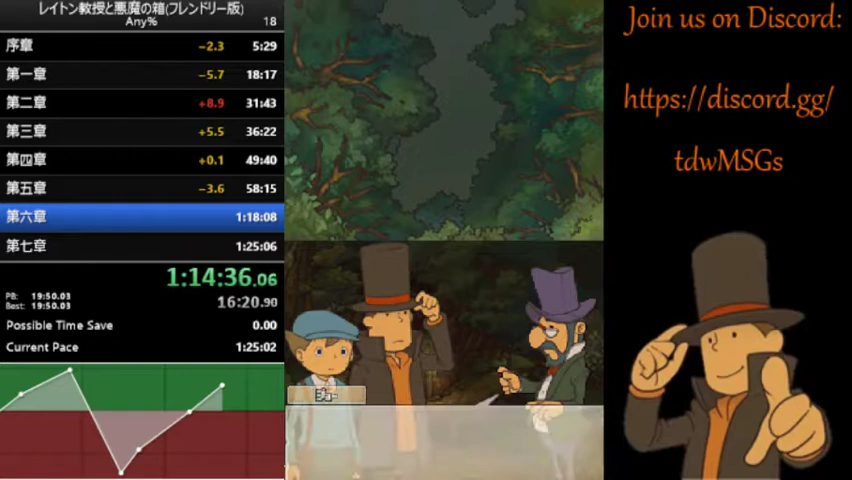 レイトン教授と悪魔の箱(フレンドリー版)
Any%
18
序章 −2.3 5:29
第一章 −5.7 18:17
第二章 +8.9 31:43
第三章 +5.5 36:22
第四章 +0.1 49:40
第五章 −3.6 58:15
第六章 1:18:08
第七章 1:25:06
1:14:36.06
PB: 19:50.03
Best: 19:50.03
16:20.90
Possible Time Save 0.00
Current Pace 1:25:02
Join us on Discord:
https://discord.gg/
tdwMSGs